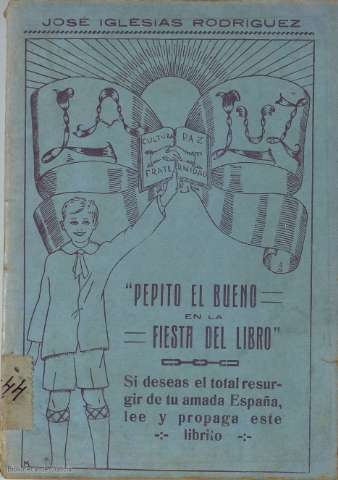 JOSÉ IGLESIAS RODRIGUEZ
LA LUZ
CULTURA PAZ
FRATERNIDAD
"PEPITO EL BUENO
EN LA
FIESTA DEL LIBRO"
Si deseas el total resur-
gir de tu amada España,
lee y propaga este
-:- librito -:-
44
M